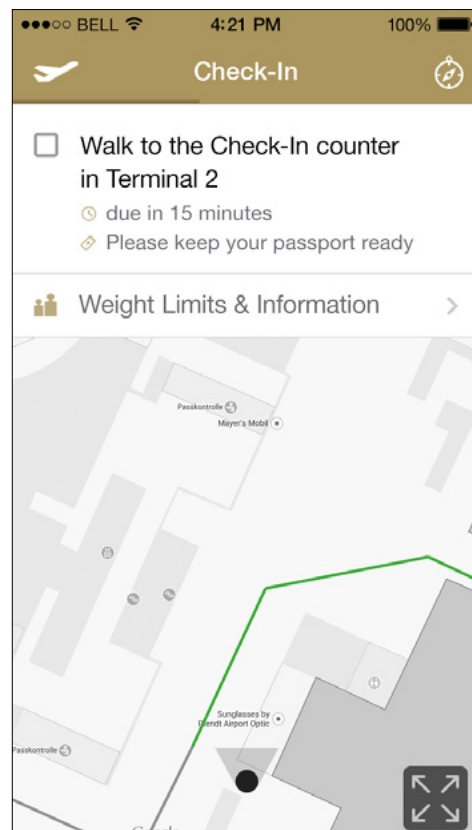 BELL 4:21 PM 100%
Check-In
Walk to the Check-In counter
in Terminal 2
due in 15 minutes
Please keep your passport ready
Weight Limits & Information
Passkontrolle
Mayer's Mobil
Sunglasses by
Airport Optic
Passkontrolle